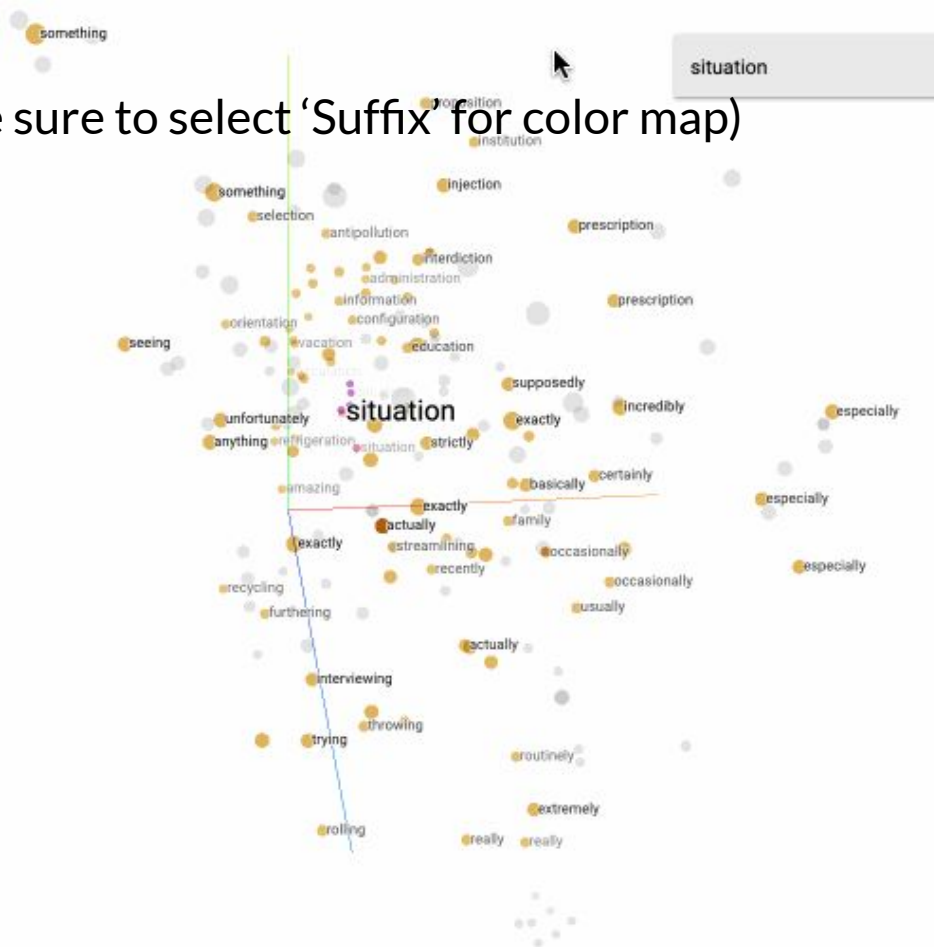 something
situation
proposition
e sure to select ‘Suffix’ for color map)
institution
injection
something
selection
prescription
antipollution
interdiction
administration
information
prescription
configuration
orientation
seeing
evacuation
education
supposedly
incredibly
situation
especially
unfortunately
exactly
anything
refrigeration
situation
strictly
certainly
basically
amazing
especially
exactly
family
actually
exactly
streamlining
occasionally
recently
especially
occasionally
recycling
usually
furthering
actually
interviewing
throwing
trying
routinely
extremely
rolling
really
really